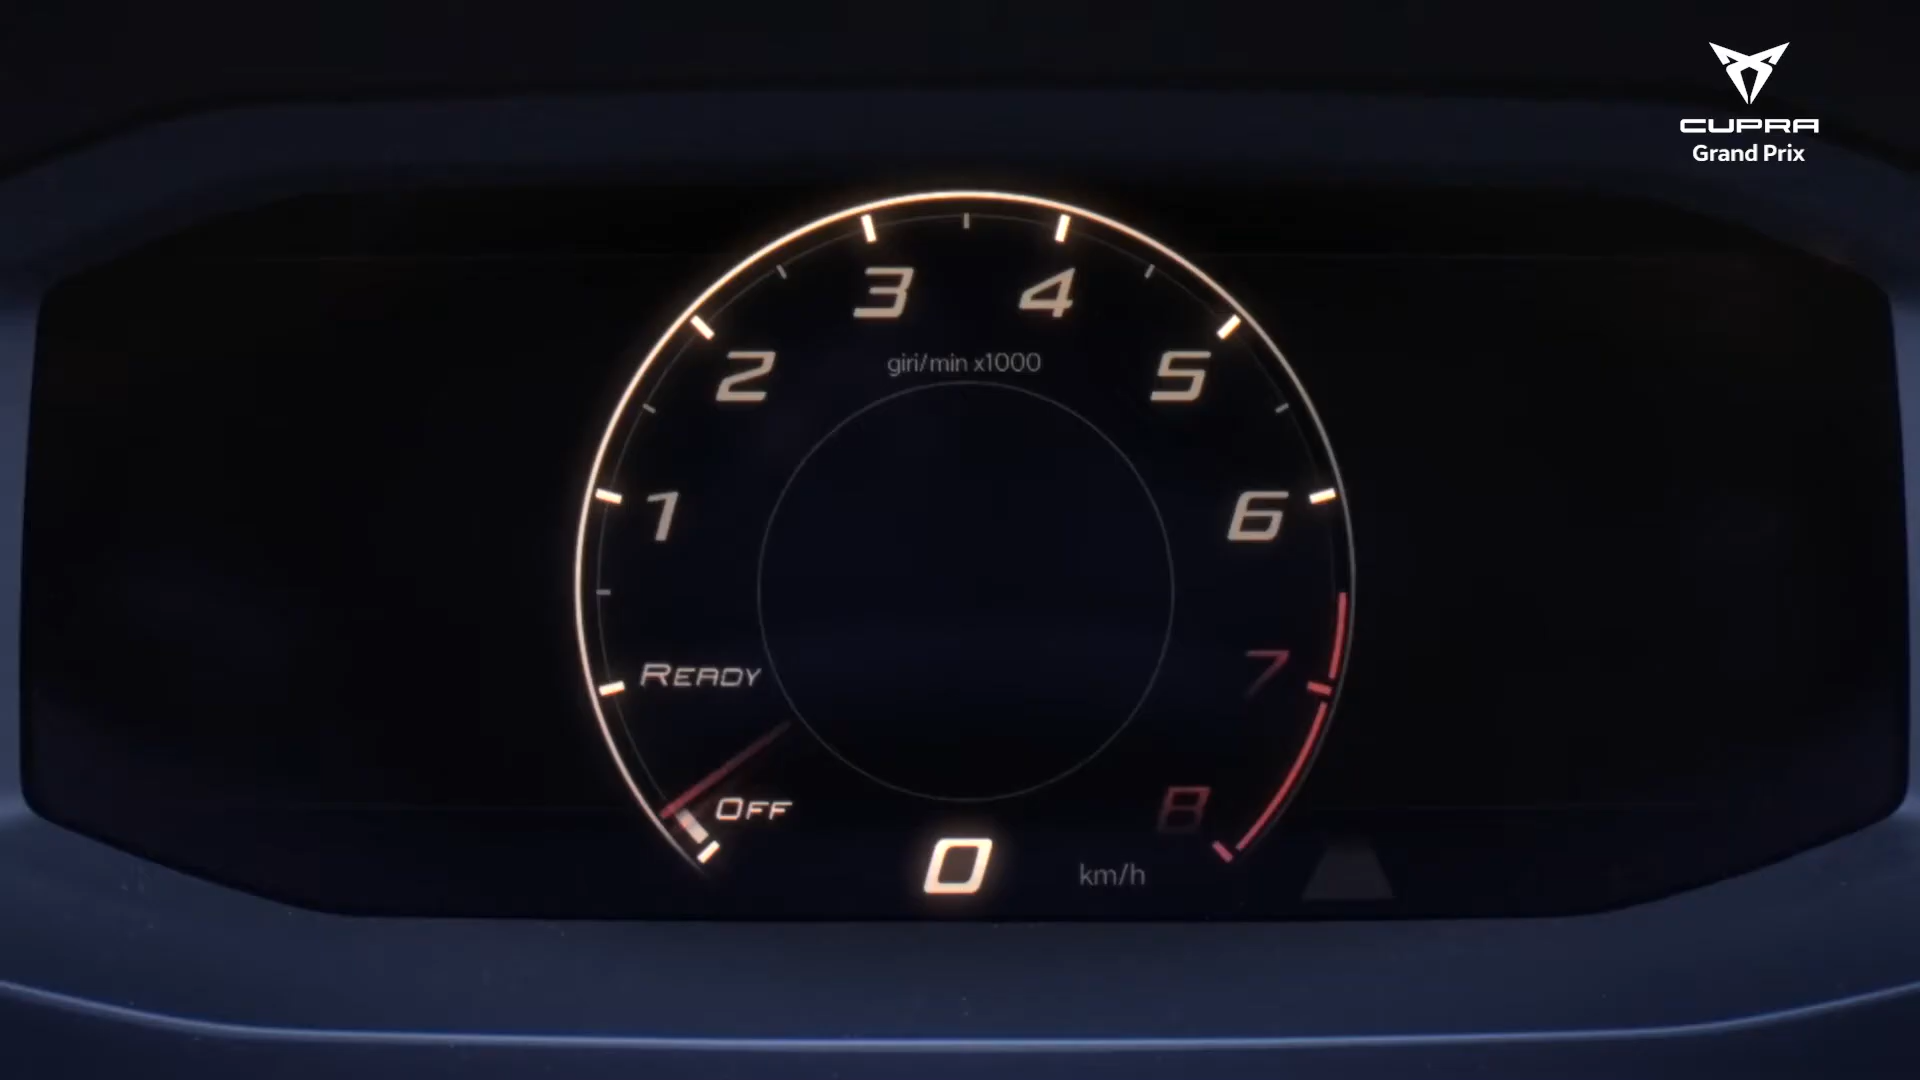 CUPRA
Grand Prix
3 4
giri/min x1000
2 5
1 6
READY 7
OFF 8
0 km/h